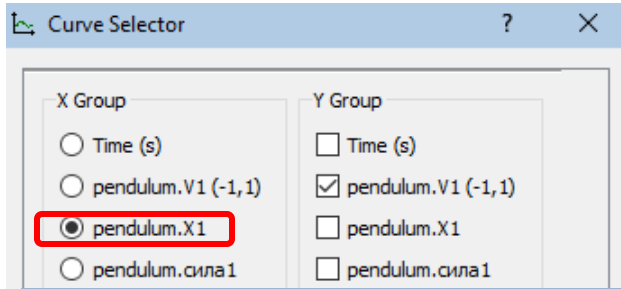 Curve Selector ?
X Group
Time (s)
pendulum.V1 (-1,1)
pendulum.X1
pendulum.сила1
Y Group
Time (s)
pendulum.V1 (-1,1)
pendulum.X1
pendulum.сила1